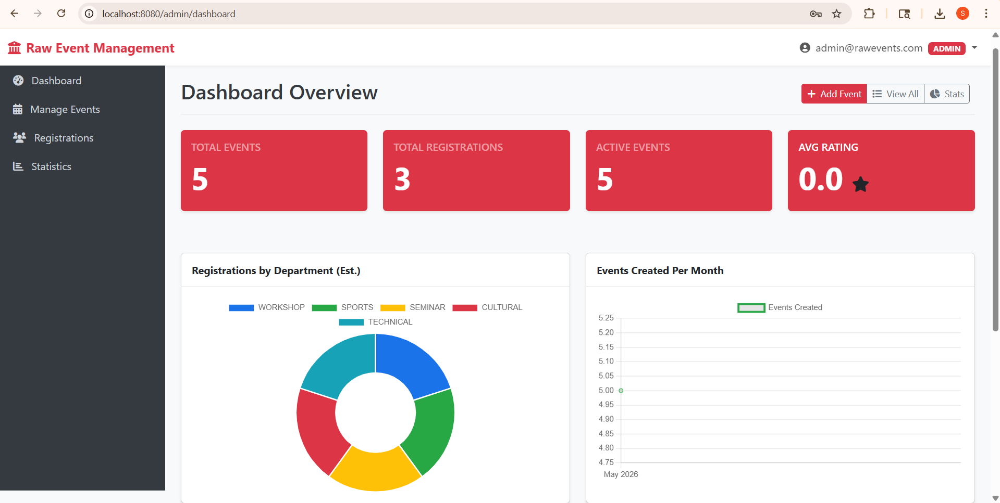 localhost:8080/admin/dashboard
S
Raw Event Management
admin@rawevents.com ADMIN
Dashboard
Manage Events
Registrations
Statistics
Dashboard Overview
Add Event View All Stats
TOTAL EVENTS
5
TOTAL REGISTRATIONS
3
ACTIVE EVENTS
5
AVG RATING
0.0
Registrations by Department (Est.)
WORKSHOP SPORTS SEMINAR CULTURAL
TECHNICAL
Events Created Per Month
Events Created
5.25
5.20
5.15
5.10
5.05
5.00
4.95
4.90
4.85
4.80
4.75
May 2026